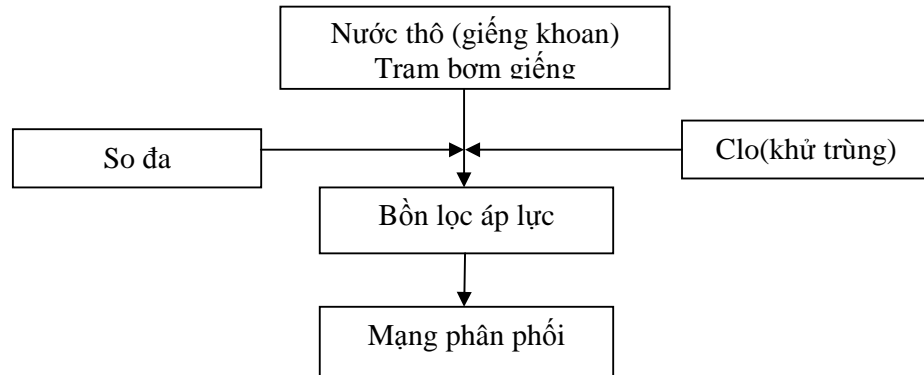 Nước thô (giếng khoan)
Tram bơm giếng
So đa
Clo(khử trùng)
Bồn lọc áp lực
Mạng phân phối